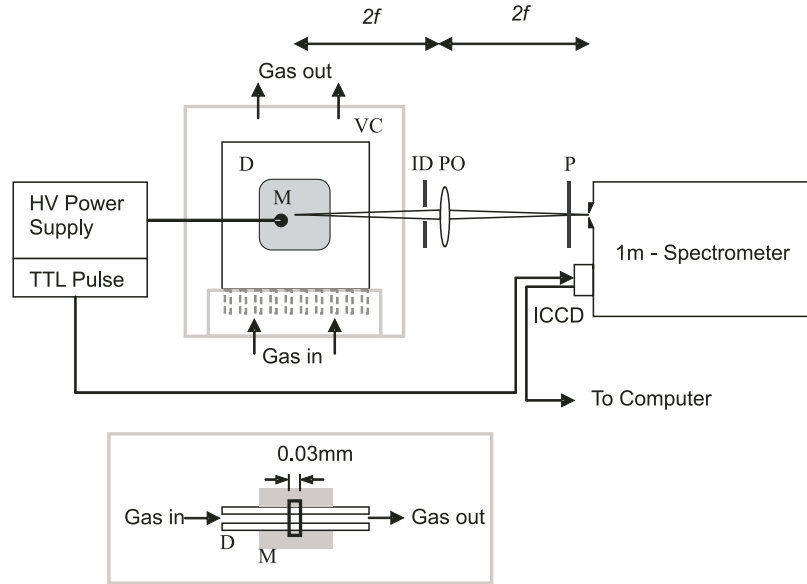 2f
2f
Gas out
VC
D
ID PO
P
M
HV Power
Supply
TTL Pulse
1m - Spectrometer
ICCD
Gas in
To Computer
0.03mm
Gas in
Gas out
D
M